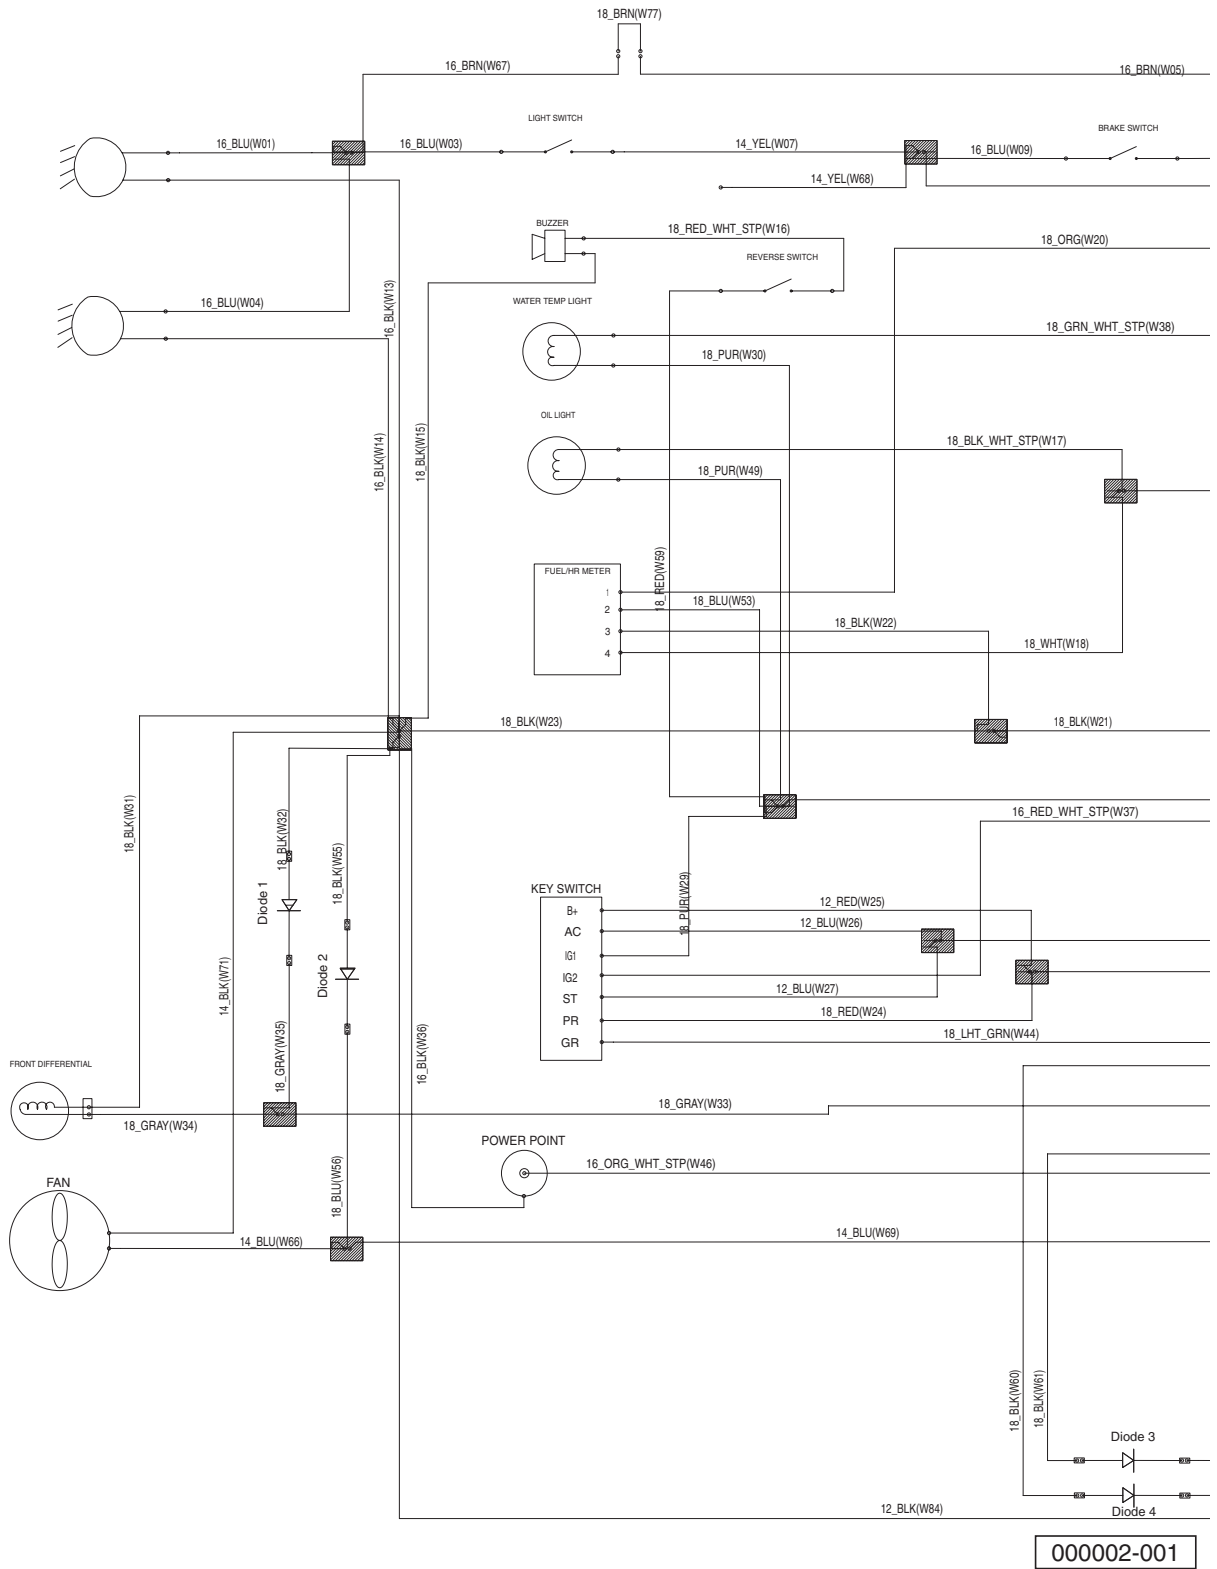 18_BRN(W77)
16_BRN(W67)
16_BRN(W05)
LIGHT SWITCH
BRAKE SWITCH
16_BLU(W01)
16_BLU(W03)
14_YEL(W07)
16_BLU(W09)
14_YEL(W68)
BUZZER
18_RED_WHT_STP(W16)
18_ORG(W20)
REVERSE SWITCH
16_BLU(W04)
16_BLK(W13)
WATER TEMP LIGHT
18_GRN_WHT_STP(W38)
18_PUR(W30)
OIL LIGHT
16_BLK(W14)
18_BLK(W15)
18_BLK_WHT_STP(W17)
18_PUR(W49)
18_RED(W59)
FUEL/HR METER
1
2
3
4
18_BLU(W53)
18_BLK(W22)
18_WHT(W18)
18_BLK(W23)
18_BLK(W21)
18_BLK(W31)
18_BLK(W32)
18_BLK(W55)
16_RED_WHT_STP(W37)
Diode 1
Diode 2
KEY SWITCH
18_PUR(W29)
B+
AC
IG1
IG2
ST
PR
GR
12_RED(W25)
12_BLU(W26)
12_BLU(W27)
18_RED(W24)
18_LHT_GRN(W44)
14_BLK(W71)
18_GRAY(W35)
16_BLK(W36)
FRONT DIFFERENTIAL
18_GRAY(W34)
18_GRAY(W33)
POWER POINT
16_ORG_WHT_STP(W46)
FAN
18_BLU(W56)
14_BLU(W66)
14_BLU(W69)
18_BLK(W60)
18_BLK(W61)
Diode 3
Diode 4
12_BLK(W84)
000002-001